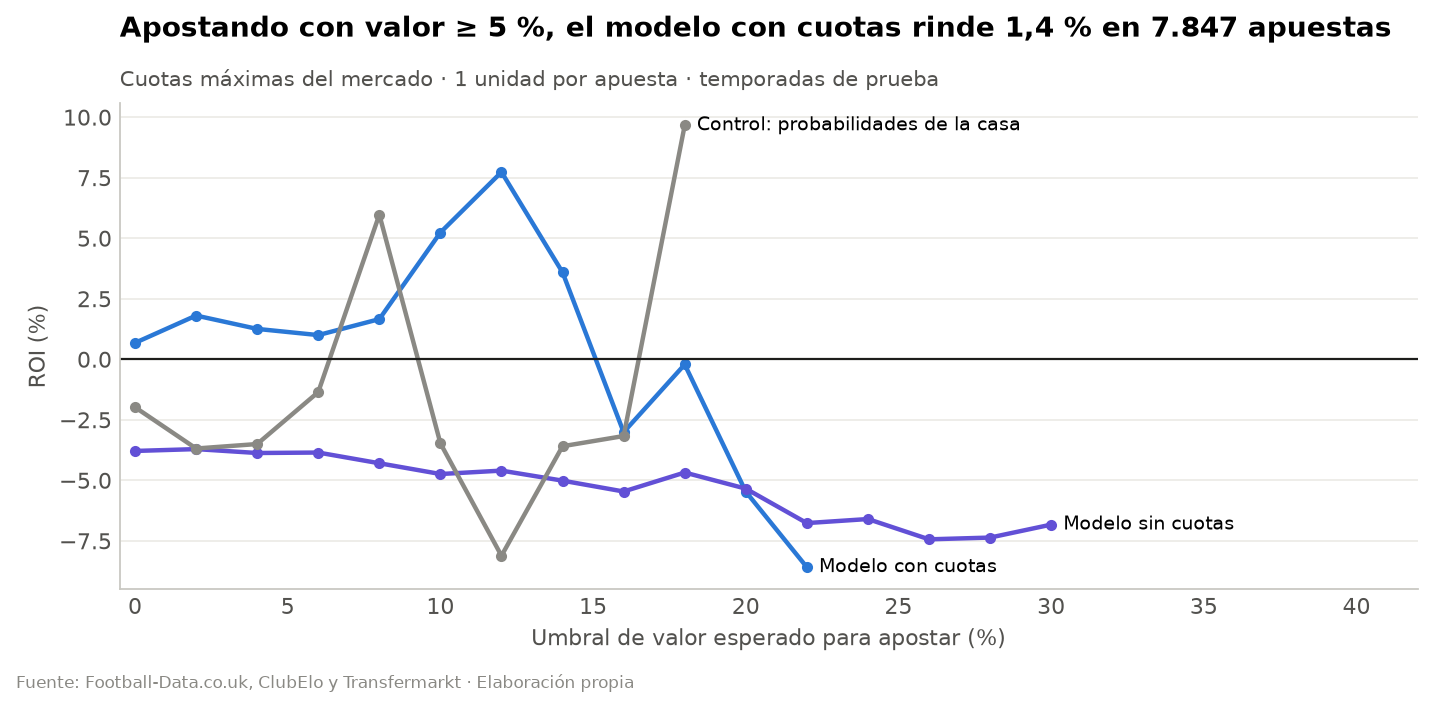 Apostando con valor ≥ 5 %, el modelo con cuotas rinde 1,4 % en 7.847 apuestas
Cuotas máximas del mercado · 1 unidad por apuesta · temporadas de prueba
10.0
7.5
5.0
2.5
0.0
−2.5
−5.0
−7.5
ROI (%)
Control: probabilidades de la casa
Modelo sin cuotas
Modelo con cuotas
0 5 10 15 20 25 30 35 40
Umbral de valor esperado para apostar (%)
Fuente: Football-Data.co.uk, ClubElo y Transfermarkt · Elaboración propia